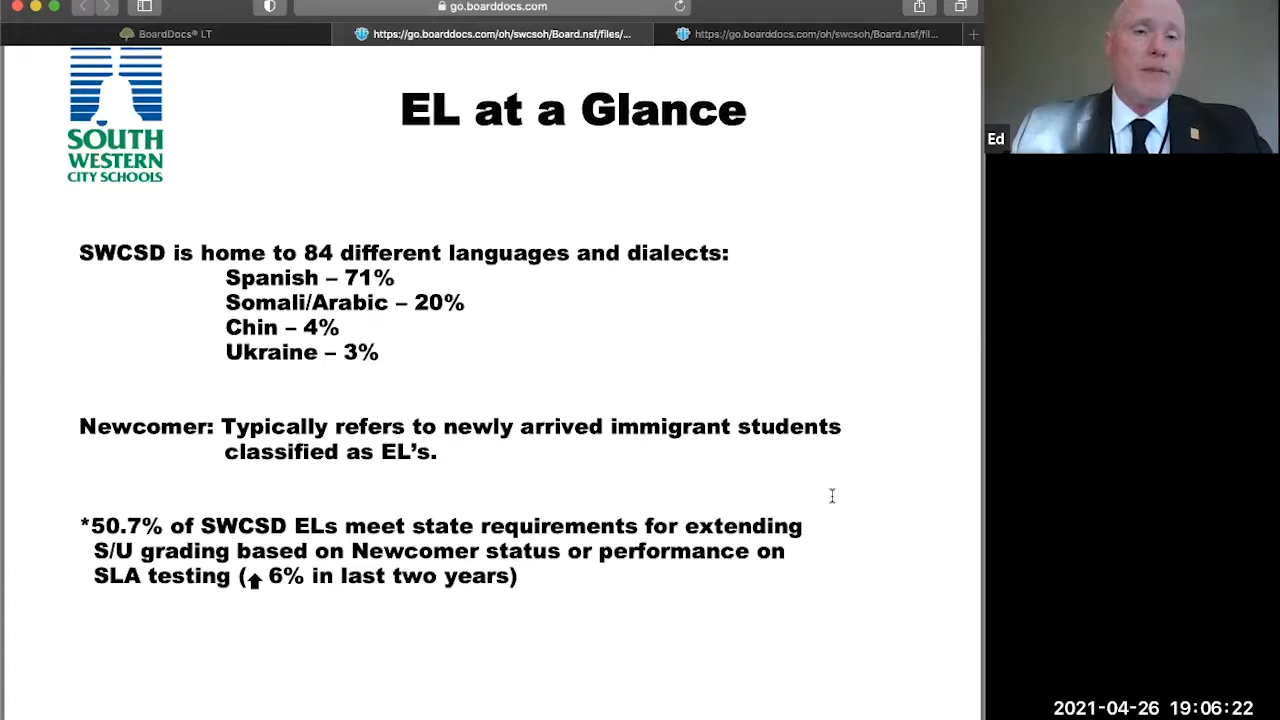 go.boarddocs.com
BoardDocs® LT
https://go.boarddocs.com/oh/swcsoh/Board.nsf/files/...
https://go.boarddocs.com/oh/swcsoh/Board.nsf/fil...
SOUTH
WESTERN
CITY SCHOOLS
EL at a Glance
SWCSD is home to 84 different languages and dialects:
Spanish – 71%
Somali/Arabic – 20%
Chin – 4%
Ukraine – 3%
Newcomer: Typically refers to newly arrived immigrant students
classified as EL’s.
*50.7% of SWCSD ELs meet state requirements for extending
S/U grading based on Newcomer status or performance on
SLA testing (⬆ 6% in last two years)
Ed
2021-04-26 19:06:22